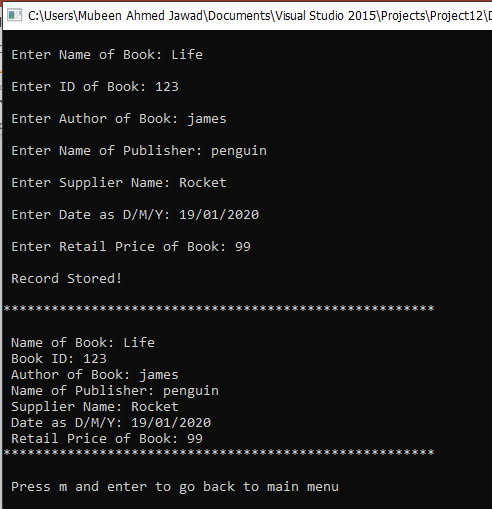 C:\Users\Mubeen Ahmed Jawad\Documents\Visual Studio 2015\Projects\Project12\D
Enter Name of Book: Life
Enter ID of Book: 123
Enter Author of Book: james
Enter Name of Publisher: penguin
Enter Supplier Name: Rocket
Enter Date as D/M/Y: 19/01/2020
Enter Retail Price of Book: 99
Record Stored!
******************************************************
Name of Book: Life
Book ID: 123
Author of Book: james
Name of Publisher: penguin
Supplier Name: Rocket
Date as D/M/Y: 19/01/2020
Retail Price of Book: 99
******************************************************
Press m and enter to go back to main menu